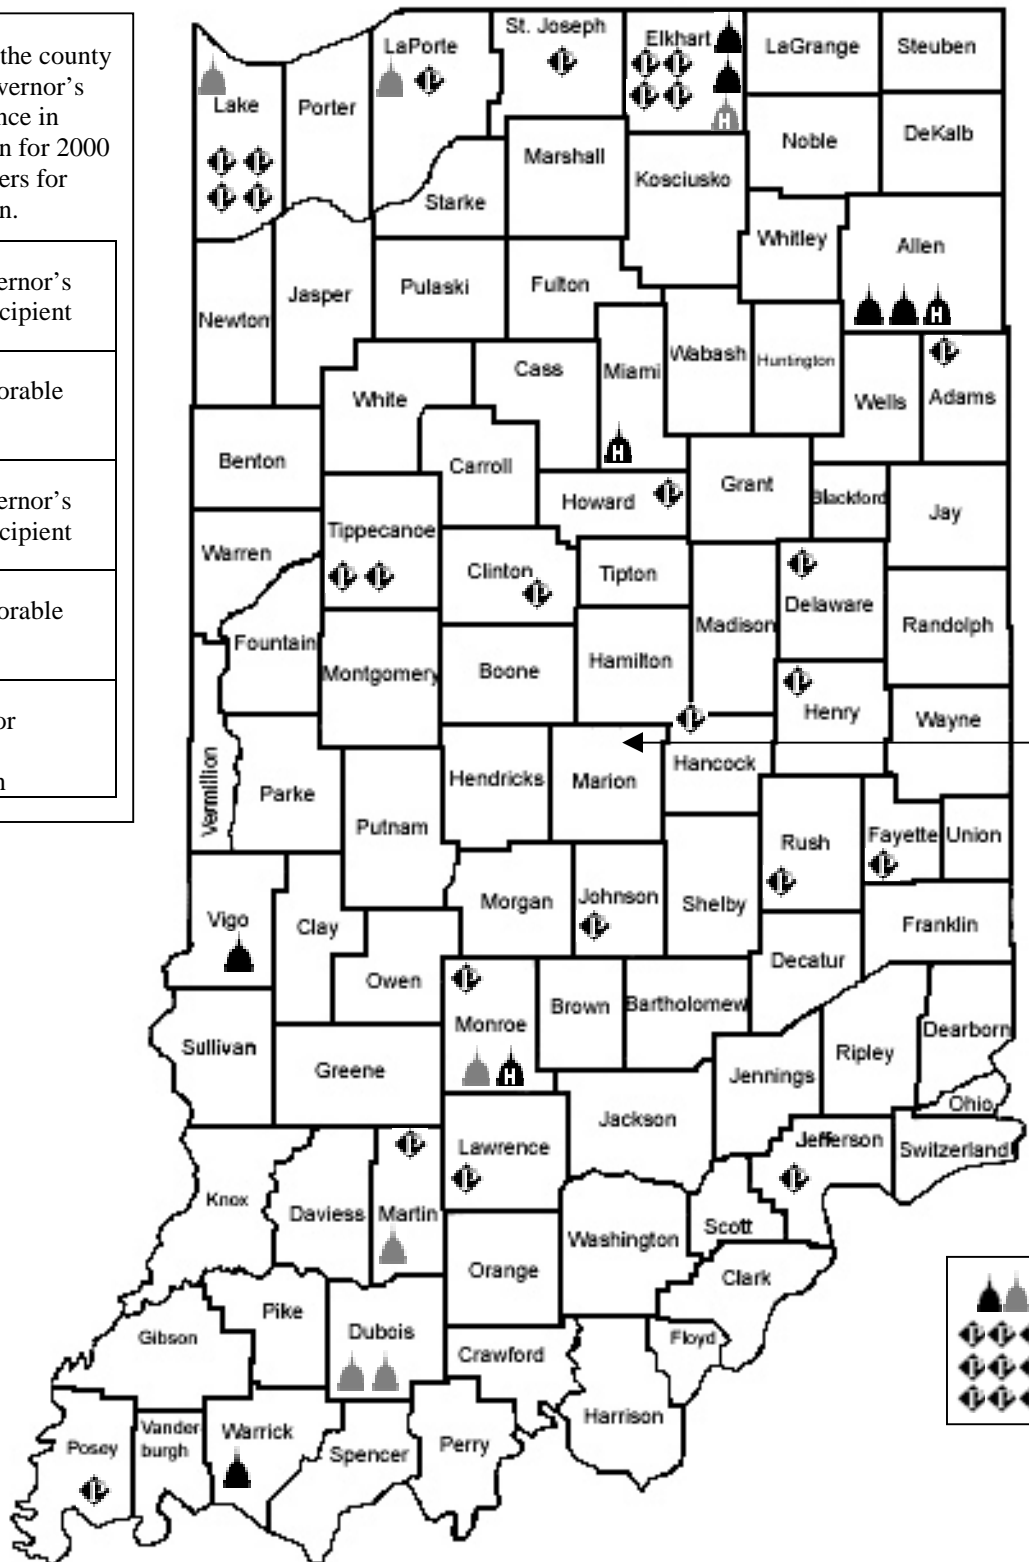 the county
vernor's
nce in
n for 2000
ers for
n.
ernor's
cipient
orable
ernor's
cipient
orable
or
n
LaPorte
St. Joseph
Elkhart
LaGrange
Steuben
Lake
Porter
Noble
DeKalb
Marshall
Kosciusko
Starke
Whitley
Allen
Newton
Jasper
Pulaski
Fulton
White
Cass
Miami
Wabash
Huntington
Wells
Adams
H
H
H
Benton
Carroll
Howard
Grant
Blackford
Jay
Warren
Tippecanoe
Clinton
Tipton
Delaware
Randolph
Fountain
Montgomery
Boone
Hamilton
Madison
Henry
Wayne
Vermillion
Parke
Hendricks
Marion
Hancock
Putnam
Rush
Fayette
Union
Vigo
Clay
Morgan
Johnson
Shelby
Franklin
Owen
Decatur
Monroe
H
Brown
Bartholomew
Dearborn
Sullivan
Greene
Ripley
Jennings
Ohio
Jackson
Lawrence
Jefferson
Switzerland
Knox
Daviess
Martin
Washington
Scott
Orange
Clark
Pike
Dubois
Gibson
Floyd
Crawford
Posey
Vander-
burgh
Warrick
Spencer
Perry
Harrison